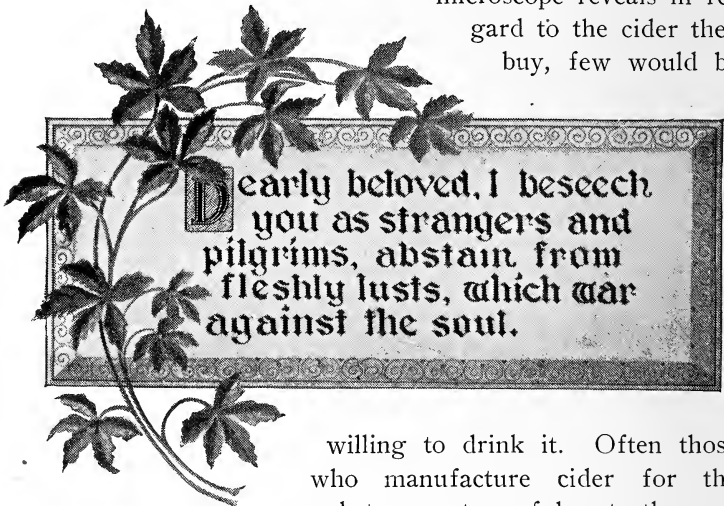 microscope reveals in re
gard to the cider the
buy, few would b
Dearly beloved, I beseech
you as strangers and
pilgrims, abstain from
fleshly lusts, which war
against the soul.
willing to drink it. Often thos
who manufacture cider for th